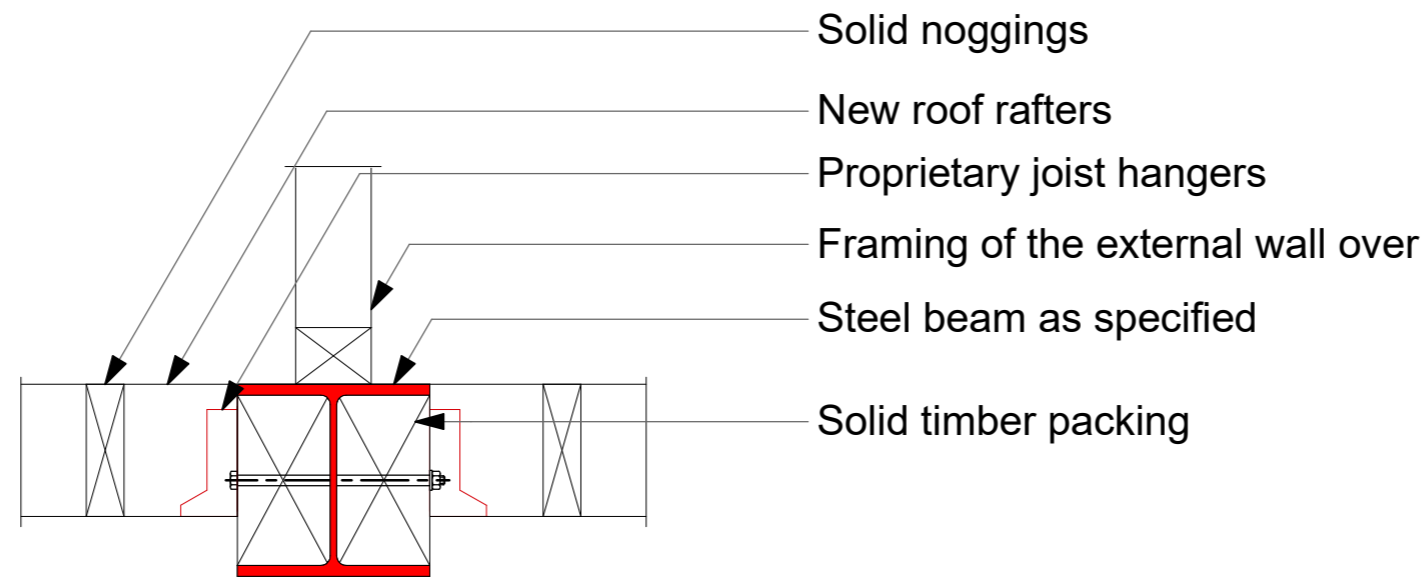 Solid noggings
New roof rafters
Proprietary joist hangers
Framing of the external wall over
Steel beam as specified
Solid timber packing